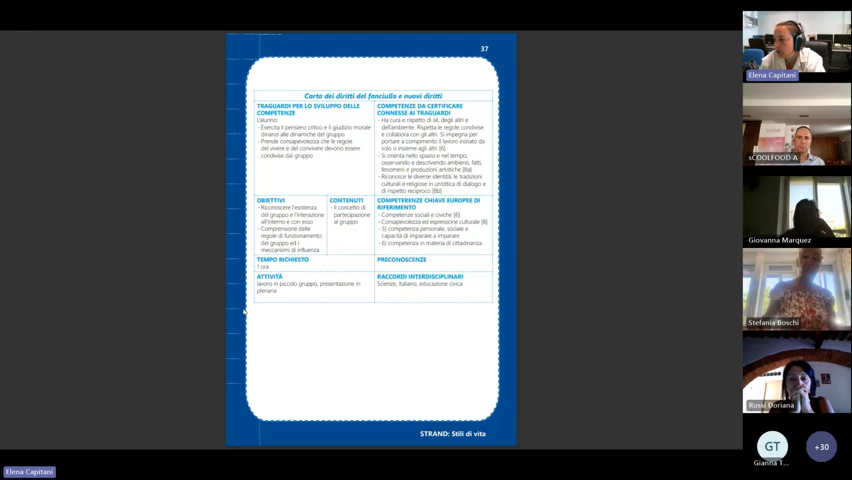 37
Carta dei diritti del fanciullo e nuovi diritti
TRAGUARDI PER LO SVILUPPO DELLE
COMPETENZE
L'alunno:
- Esercita il pensiero critico e il giudizio morale
dinanzi alle dinamiche del gruppo
- Prende consapevolezza che le regole
del vivere e del convivere devono essere
condivise dal gruppo
COMPETENZE DA CERTIFICARE
CONNESSE AI TRAGUARDI
- Ha cura e rispetto di sé, degli altri e
dell'ambiente. Rispetta le regole condivise
e collabora con gli altri. Si impegna per
portare a compimento il lavoro iniziato da
solo o insieme agli altri [6]
- Si orienta nello spazio e nel tempo,
osservando e descrivendo ambienti, fatti,
fenomeni e produzioni artistiche [8a]
- Riconosce le diverse identità, le tradizioni
culturali e religiose in un'ottica di dialogo e
di rispetto reciproco [8b]
OBIETTIVI
- Riconoscere l'esistenza
del gruppo e l'interazione
all'interno e con esso
- Comprensione delle
regole di funzionamento
del gruppo ed i
meccanismi di influenza
CONTENUTI
- Il concetto di
partecipazione
al gruppo
COMPETERENZE CHIAVE EUROPEE DI
RIFERIMENTO
- Competenze sociali e civiche [6]
- Consapevolezza ed espressione culturale [8]
- 5) competenza personale, sociale e
capacità di imparare a imparare
- 6) competenza in materia di cittadinanza
TEMPO RICHIESTO
1 ora
PRECONOSCENZE
ATTIVITÀ
lavoro in piccolo gruppo, presentazione in
plenaria
RACCORDI INTERDISCIPLINARI
Scienze, Italiano, educazione civica
STRAND: Stili di vita
Elena Capitani
Elena Capitani
sCOOLFOOD A
Giovanna Marquez
Stefania Boschi
Rossi Doriana
GT
Gianna T...
+30